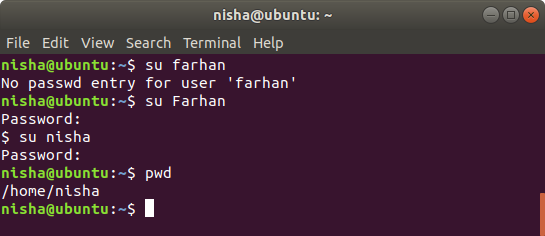 nisha@ubuntu: ~
File Edit View Search Terminal Help
nisha@ubuntu:~$ su farhan
No passwd entry for user 'farhan'
nisha@ubuntu:~$ su Farhan
Password:
$ su nisha
Password:
nisha@ubuntu:~$ pwd
/home/nisha
nisha@ubuntu:~$